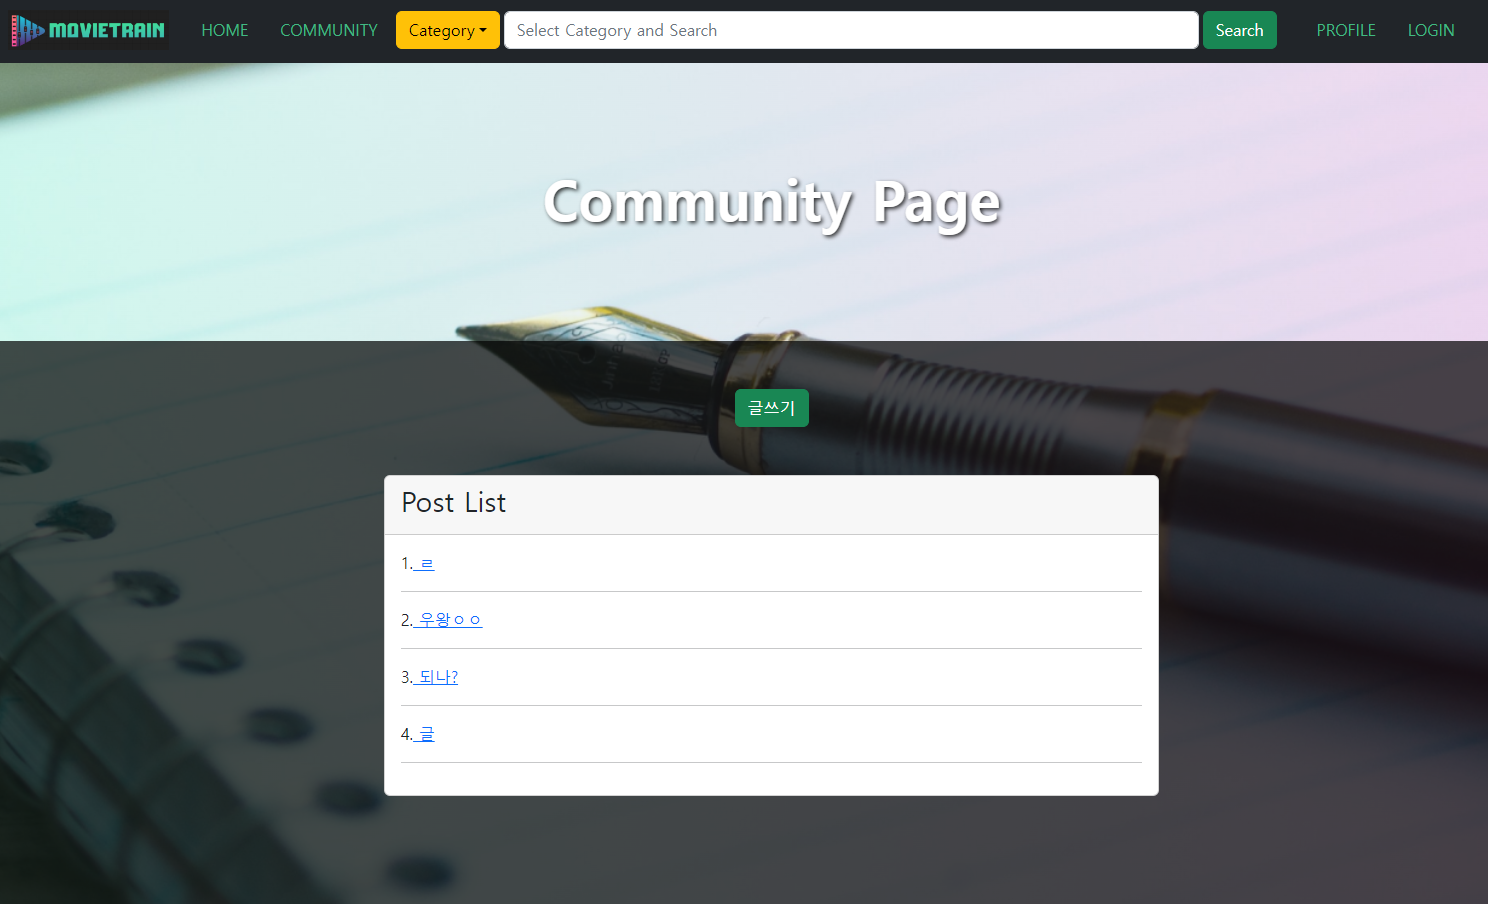 MOVIETRAIN HOME COMMUNITY Category Select Category and Search Search PROFILE LOGIN
Community Page
글쓰기
Post List
1. ㄹ
2. 우왕ㅇㅇ
3. 되나?
4. 글